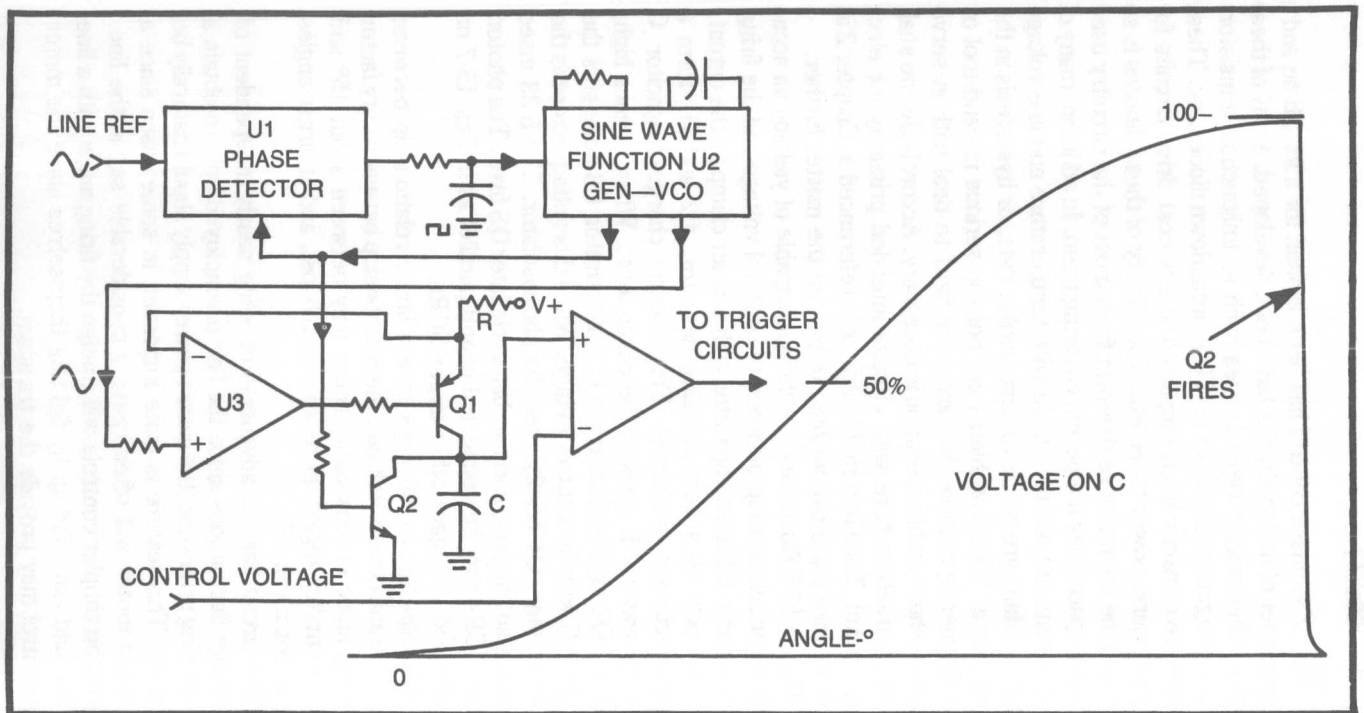 LINE REF
U1
PHASE
DETECTOR
SINE WAVE
FUNCTION U2
GEN—VCO
100–
R
V+
–
U3
+
Q1
Q2
C
+
–
TO TRIGGER
CIRCUITS
50%
Q2
FIRES
VOLTAGE ON C
CONTROL VOLTAGE
ANGLE-°
0